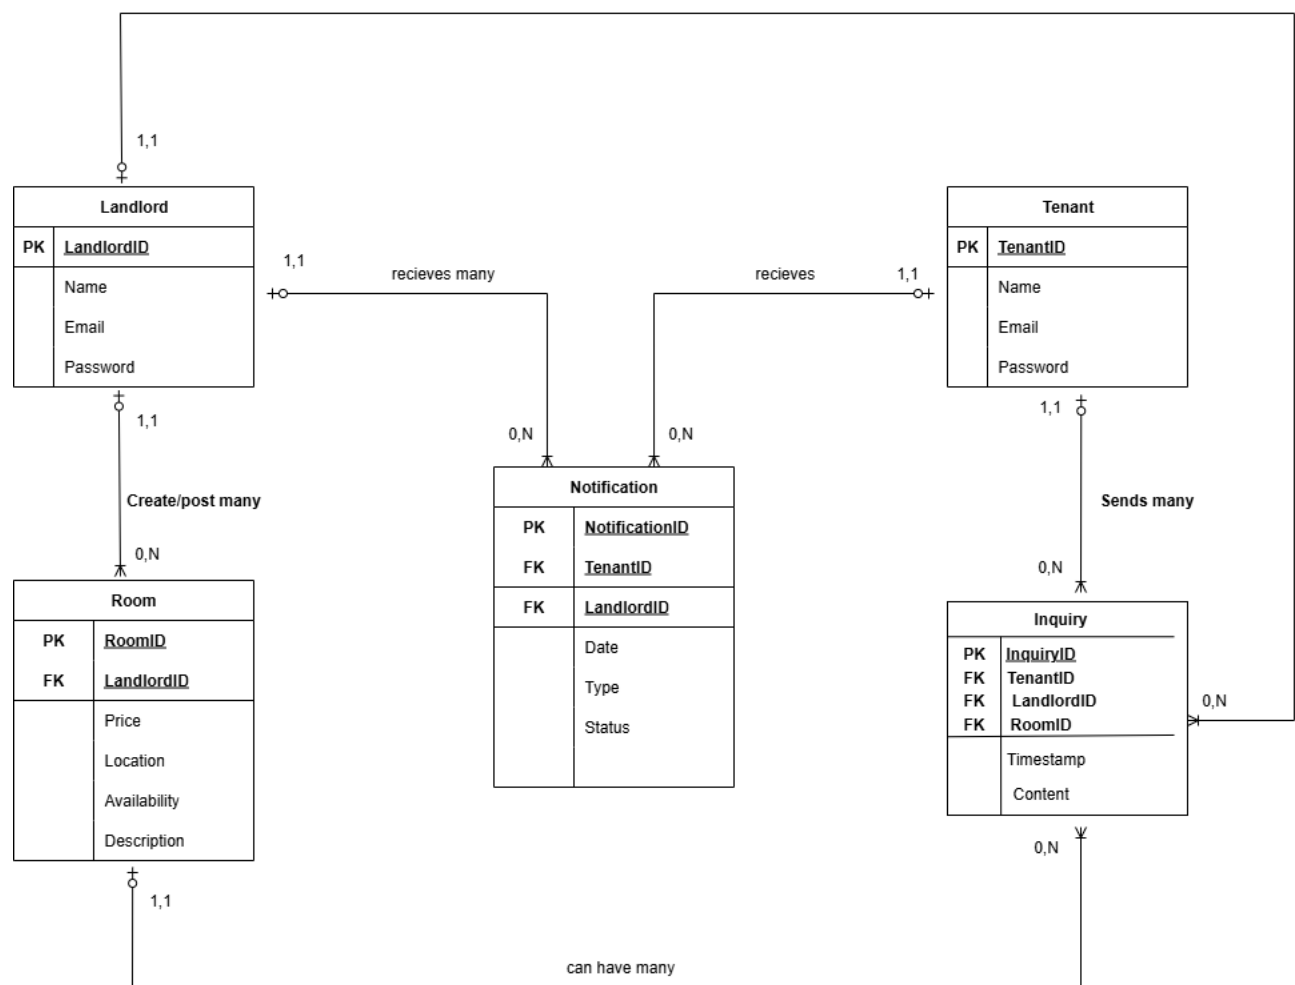 1,1
Landlord
PK LandlordID
Name
Email
Password
1,1
recieves many
recieves
1,1
Tenant
PK TenantID
Name
Email
Password
1,1
1,1
0,N
0,N
Create/post many
Sends many
0,N
0,N
Notification
PK NotificationID
FK TenantID
FK LandlordID
Date
Type
Status
Room
PK RoomID
FK LandlordID
Price
Location
Availability
Description
1,1
Inquiry
PK InquiryID
FK TenantID
FK LandlordID
FK RoomID
Timestamp
Content
0,N
0,N
can have many